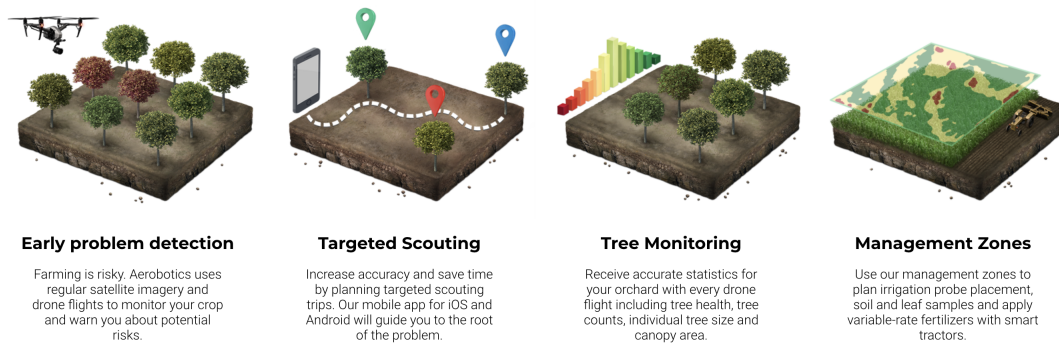 Early problem detection
Farming is risky. Aerobotics uses
regular satellite imagery and
drone flights to monitor your crop
and warn you about potential
risks.
Targeted Scouting
Increase accuracy and save time
by planning targeted scouting
trips. Our mobile app for iOS and
Android will guide you to the root
of the problem.
Tree Monitoring
Receive accurate statistics for
your orchard with every drone
flight including tree health, tree
counts, individual tree size and
canopy area.
Management Zones
Use our management zones to
plan irrigation probe placement,
soil and leaf samples and apply
variable-rate fertilizers with smart
tractors.